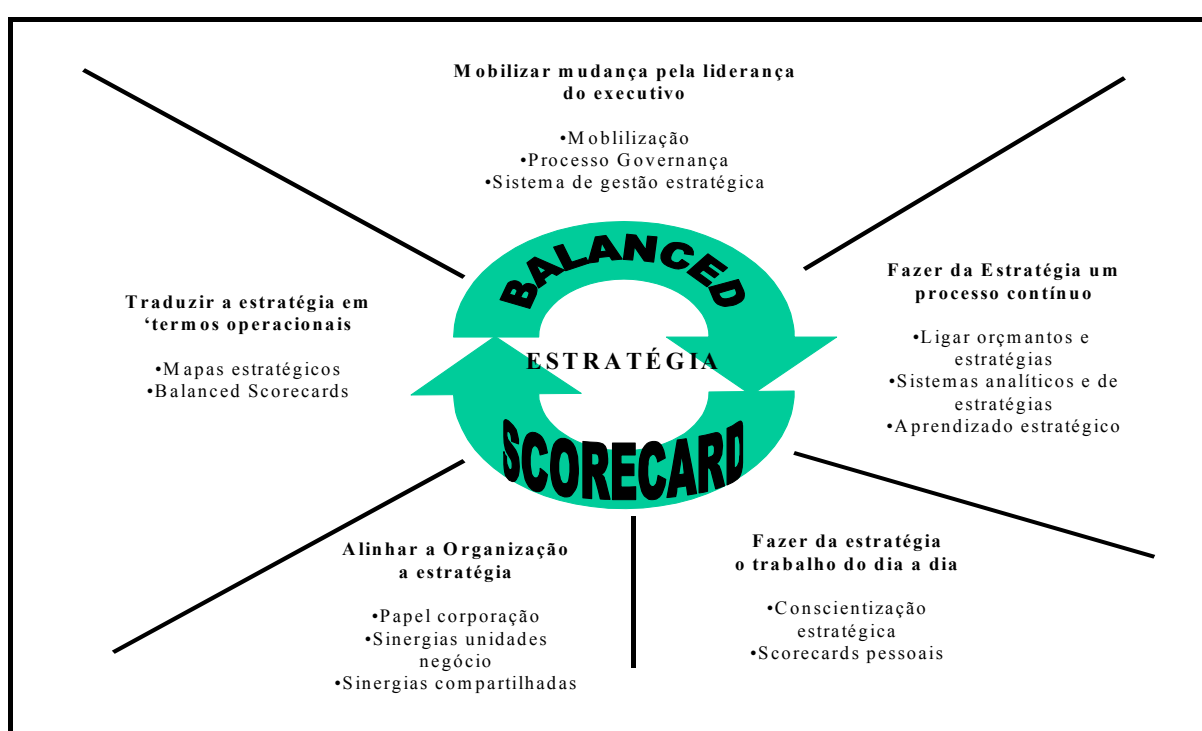 Mobilizar mudança pela liderança
do executivo
•Moblilização
•Processo Governança
•Sistema de gestão estratégica
BALANCED
ESTRATÉGIA
SCORECARD
Traduzir a estratégia em
‘termos operacionais
•Mapas estratégicos
•Balanced Scorecards
Fazer da Estratégia um
processo contínuo
•Ligar orçmantos e
estratégias
•Sistemas analíticos e de
estratégias
•Aprendizado estratégico
Alinhar a Organização
a estratégia
•Papel corporação
•Sinergias unidades
negócio
•Sinergias compartilhadas
Fazer da estratégia
o trabalho do dia a dia
•Conscientização
estratégica
•Scorecards pessoais